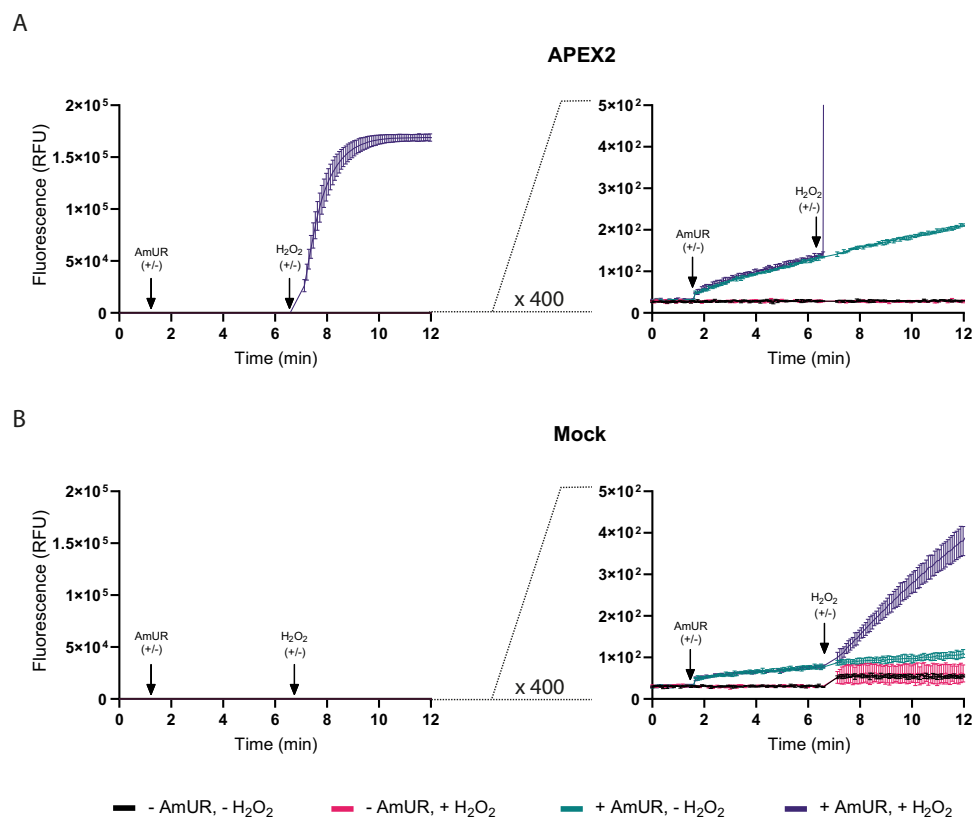 A
APEX2
Fluorescence (RFU)
2×10⁵
1.5×10⁵
1×10⁵
5×10⁴
0
AmUR
(+/-)
H₂O₂
(+/-)
0 2 4 6 8 10 12
Time (min)
x 400
5×10²
4×10²
3×10²
2×10²
1×10²
0
AmUR
(+/-)
H₂O₂
(+/-)
0 2 4 6 8 10 12
Time (min)
B
Mock
Fluorescence (RFU)
2×10⁵
1.5×10⁵
1×10⁵
5×10⁴
0
AmUR
(+/-)
H₂O₂
(+/-)
0 2 4 6 8 10 12
Time (min)
x 400
5×10²
4×10²
3×10²
2×10²
1×10²
0
AmUR
(+/-)
H₂O₂
(+/-)
0 2 4 6 8 10 12
Time (min)
- AmUR, - H₂O₂
- AmUR, + H₂O₂
+ AmUR, - H₂O₂
+ AmUR, + H₂O₂